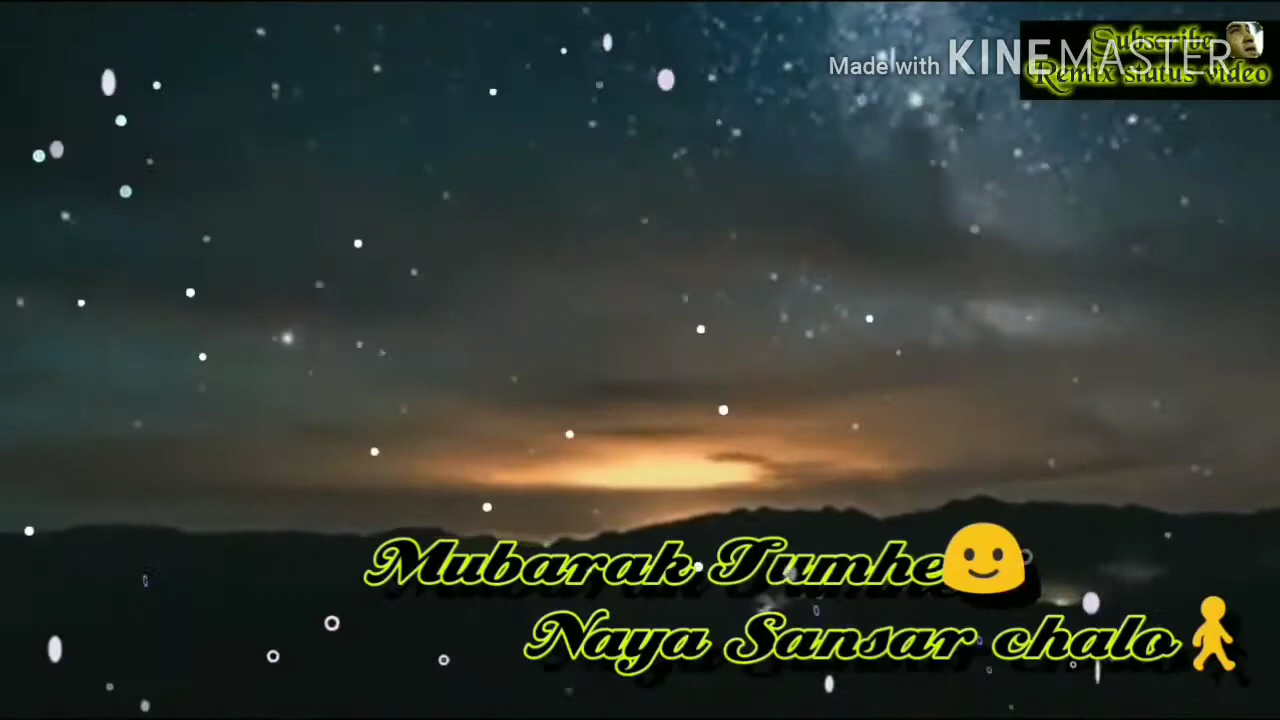 Subscribe
Made with KINEMASTER
Remix status video
Mubarak Tumhe
Naya Sansar chalo